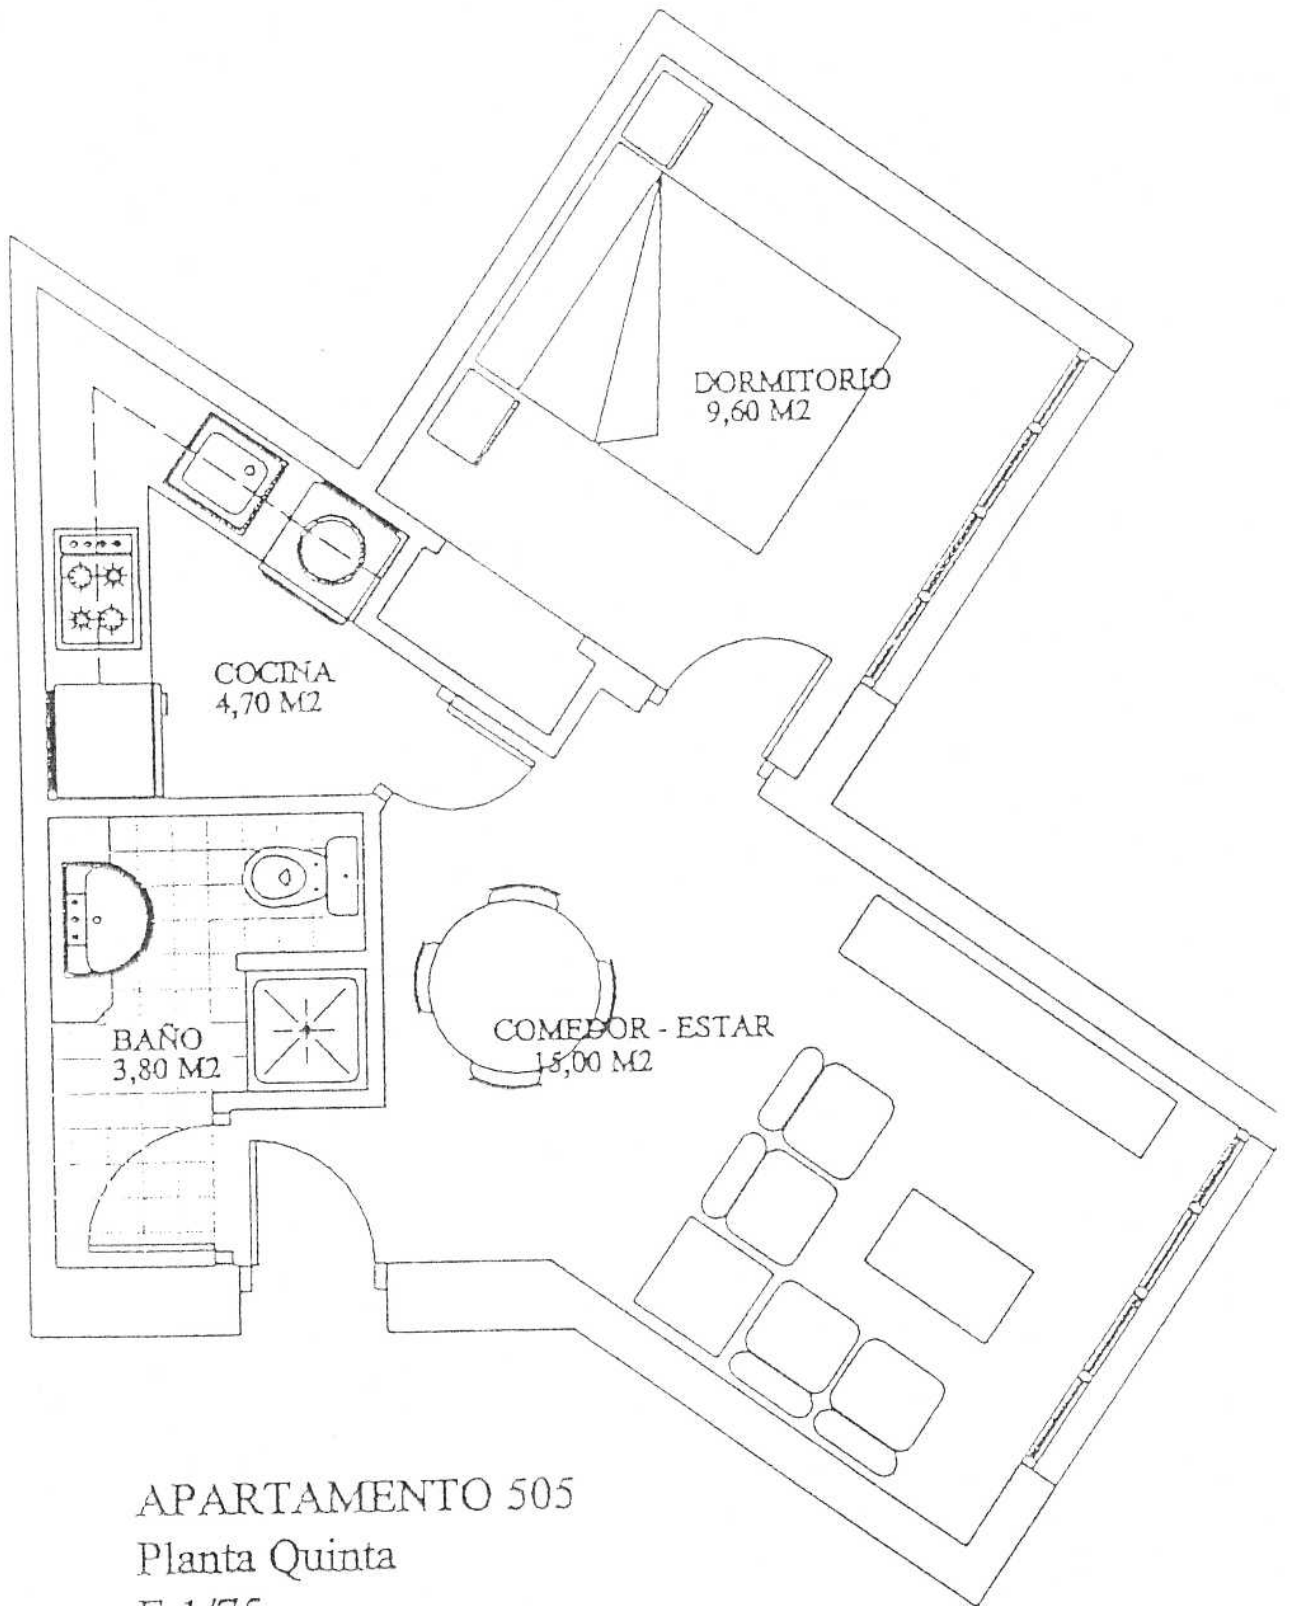 DORMITORIO
9,60 M2
COCINA
4,70 M2
BAÑO
3,80 M2
COMEDOR - ESTAR
15,00 M2
APARTAMENTO 505
Planta Quinta